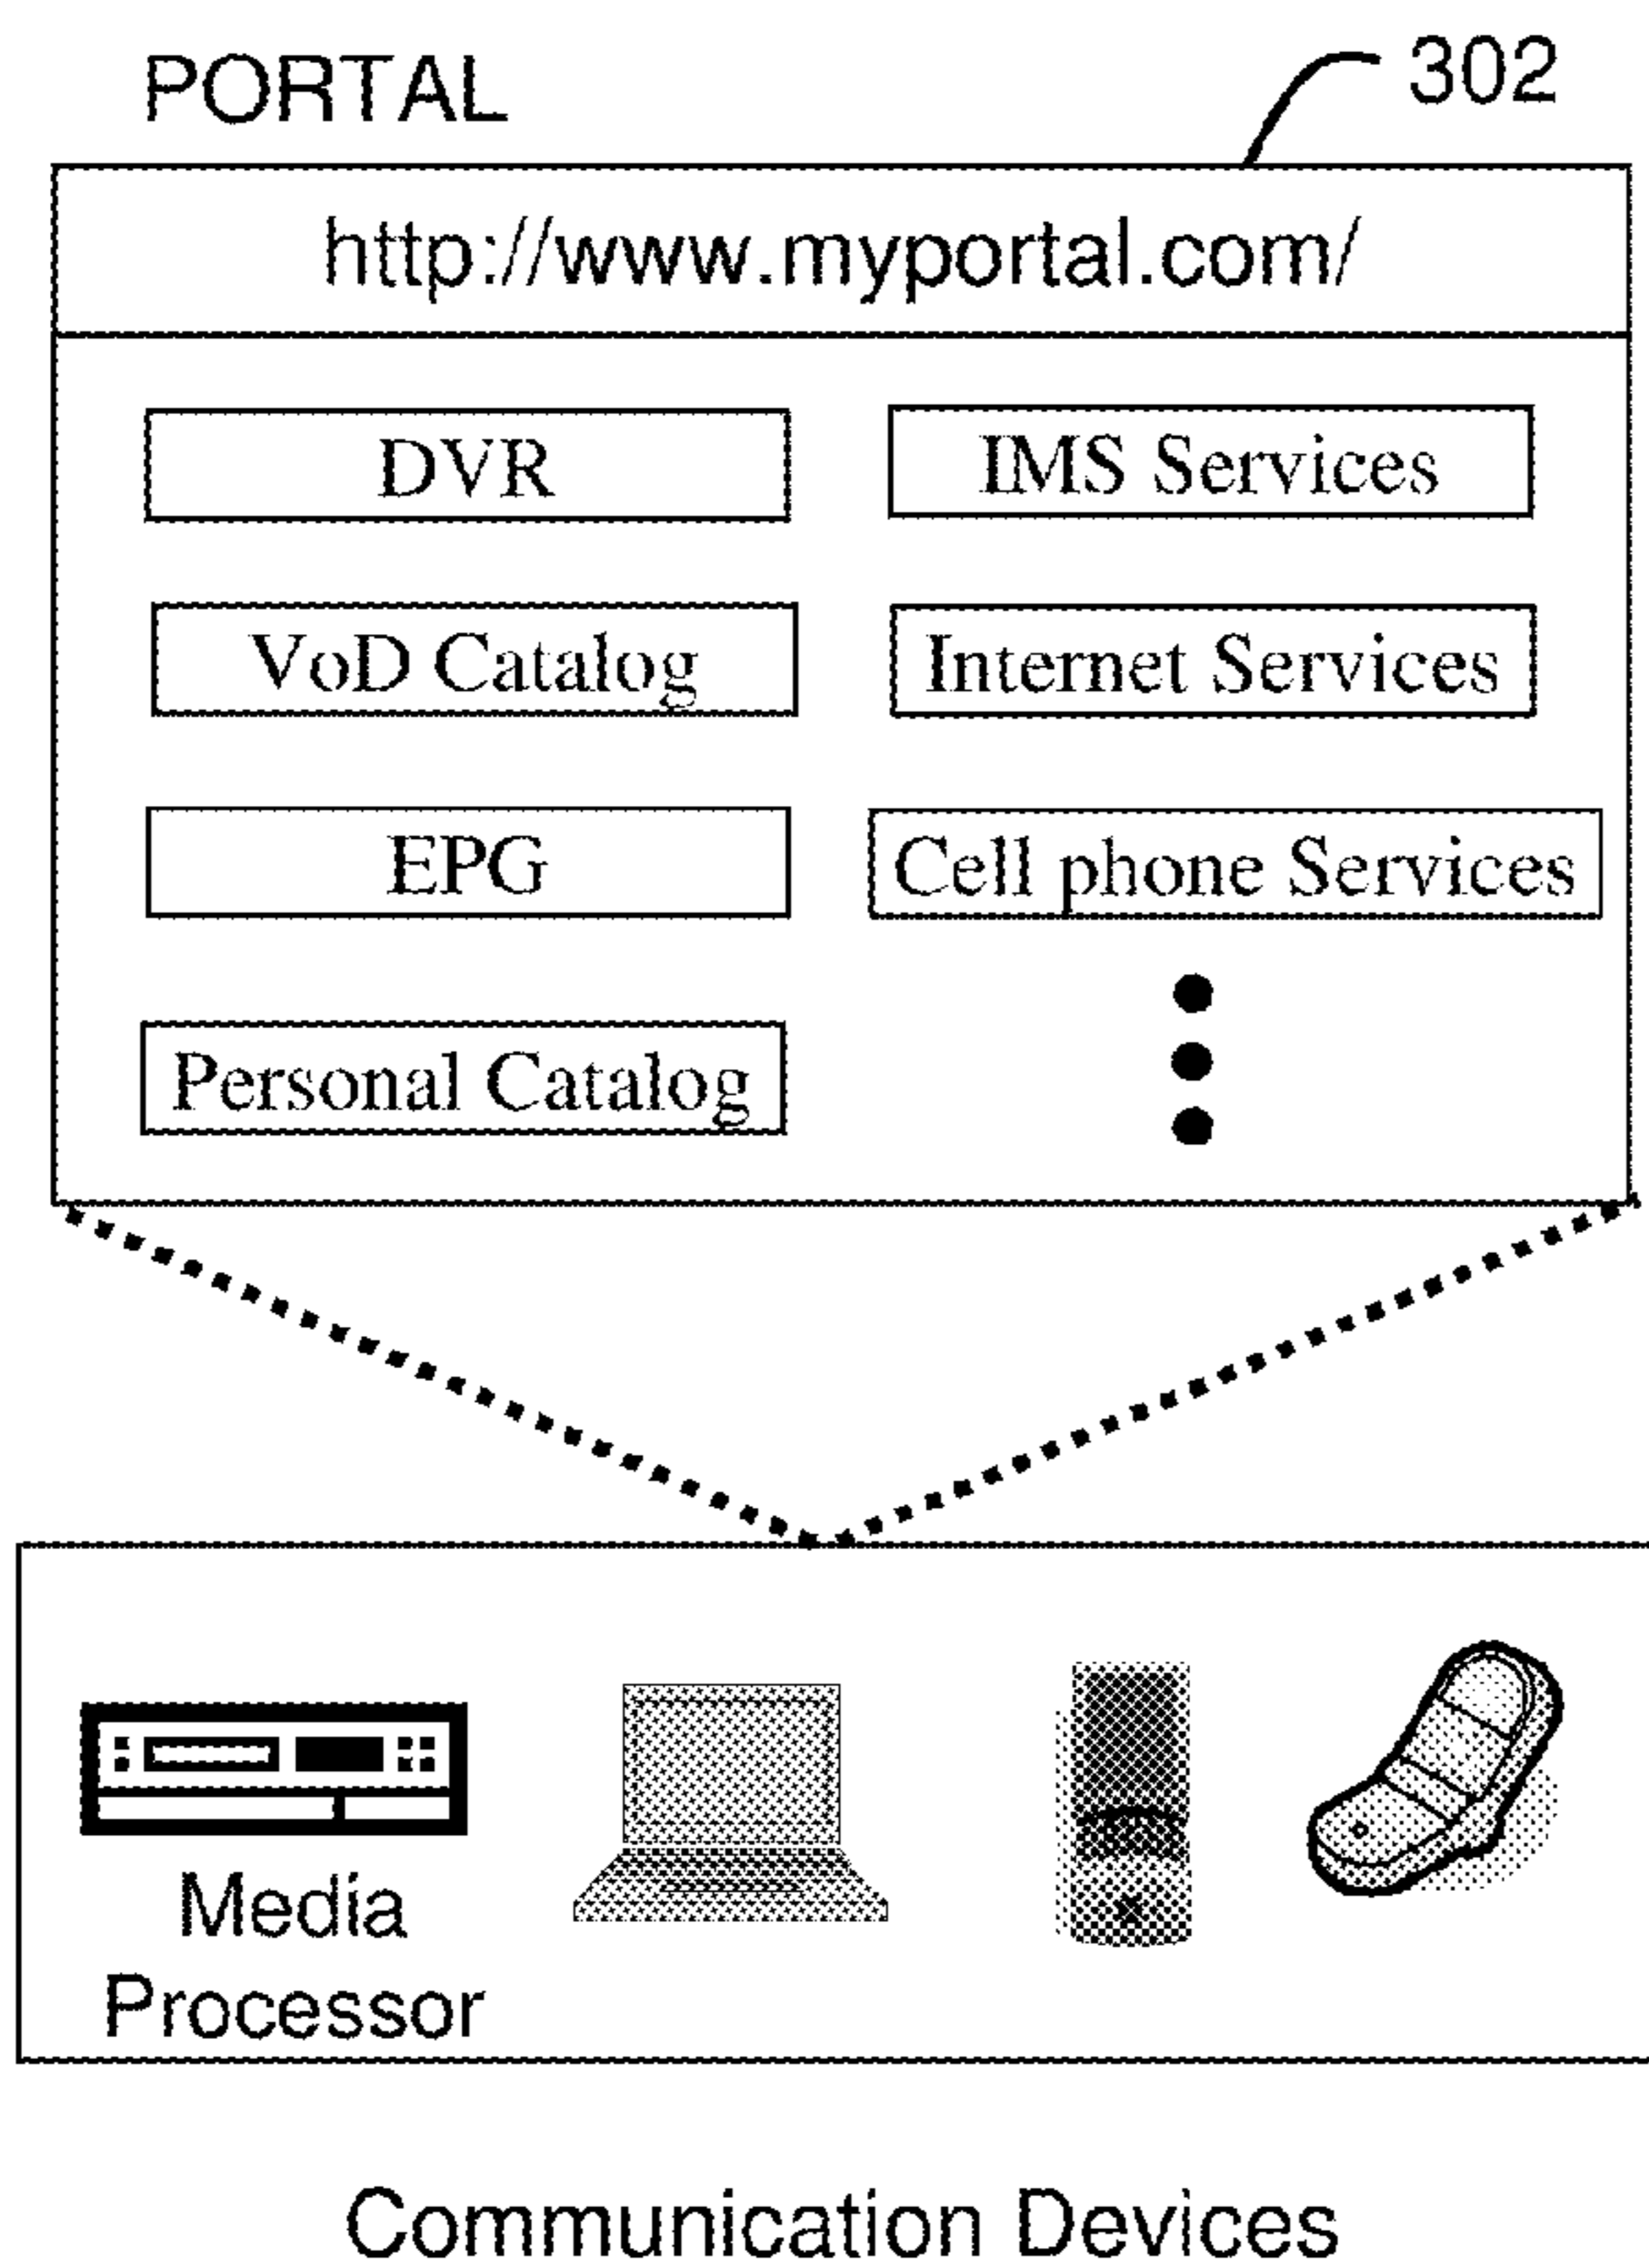 PORTAL
302
http://www.myportal.com/
DVR
IMS Services
VoD Catalog
Internet Services
EPG
Cell phone Services
Personal Catalog
Media
Processor
Communication Devices